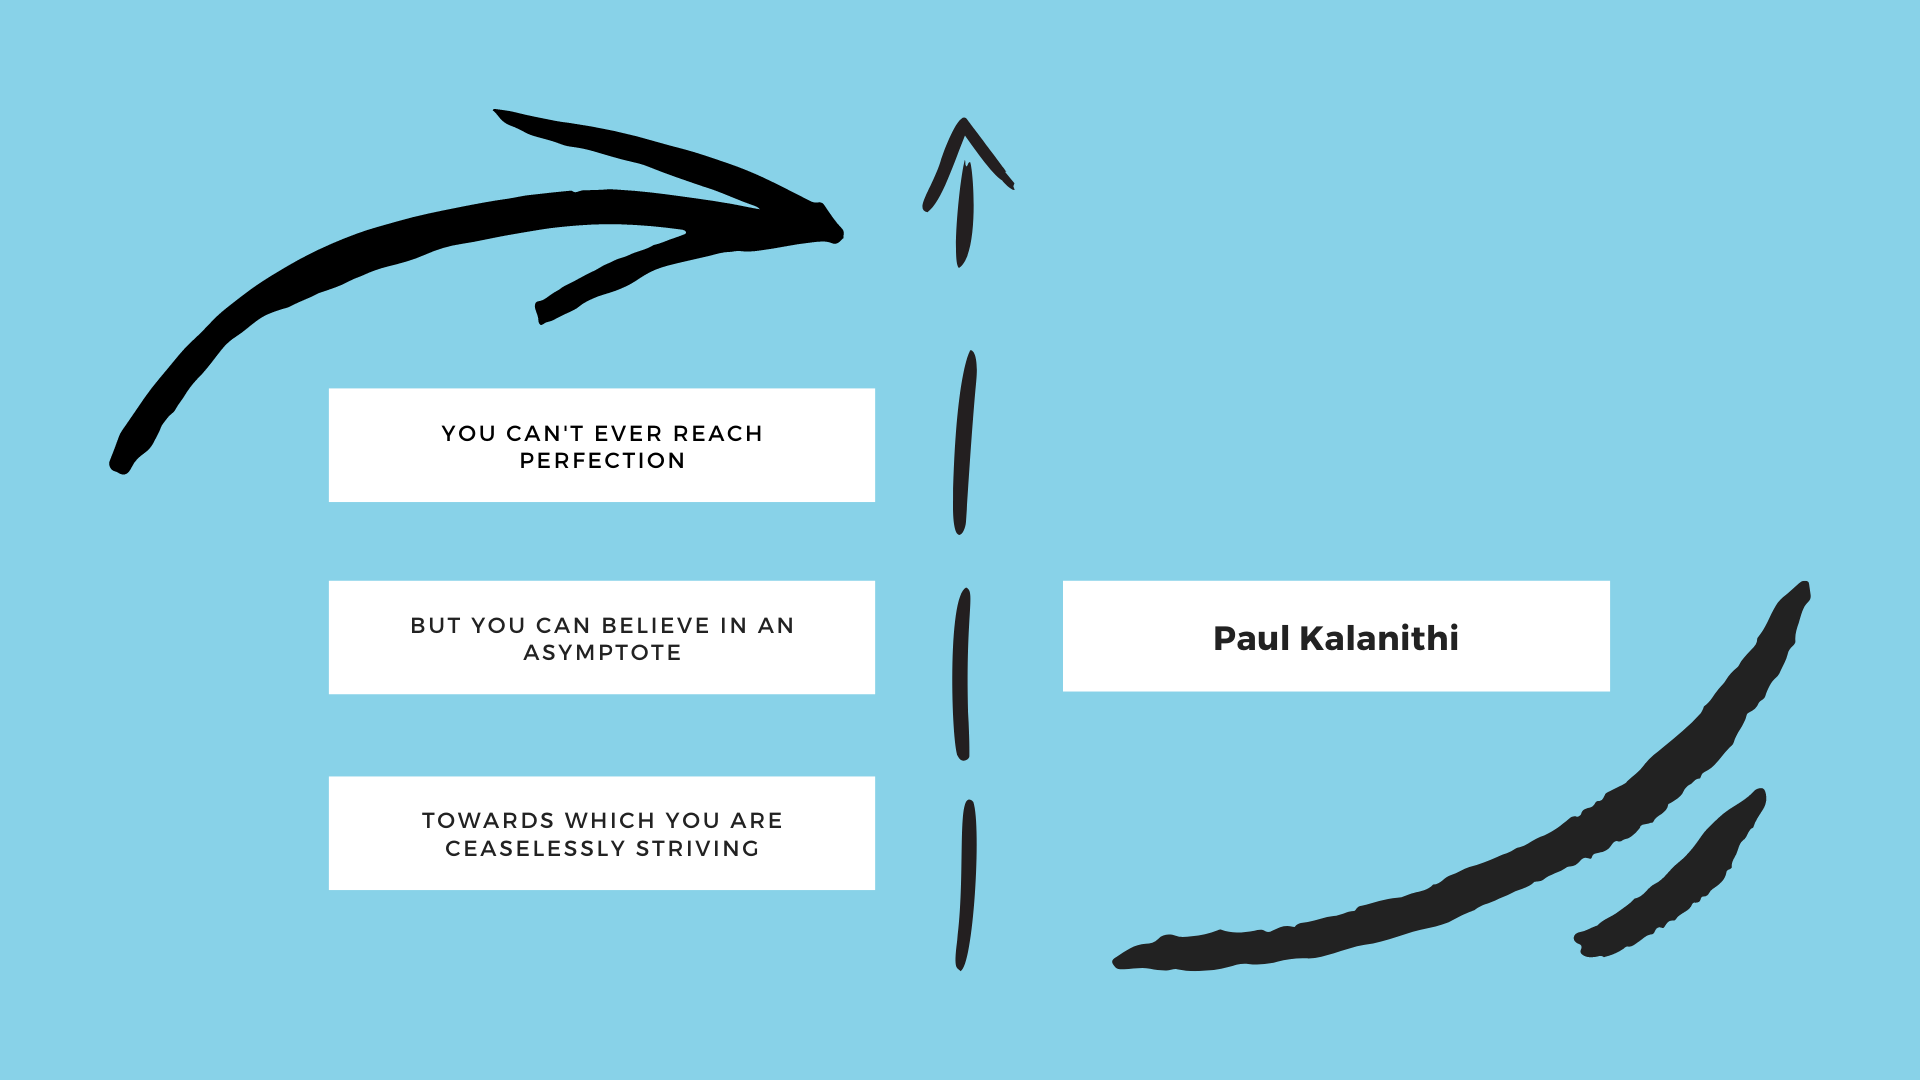 YOU CAN'T EVER REACH
PERFECTION
BUT YOU CAN BELIEVE IN AN
ASYMPTOTE
TOWARDS WHICH YOU ARE
CEASELESSLY STRIVING
Paul Kalanithi